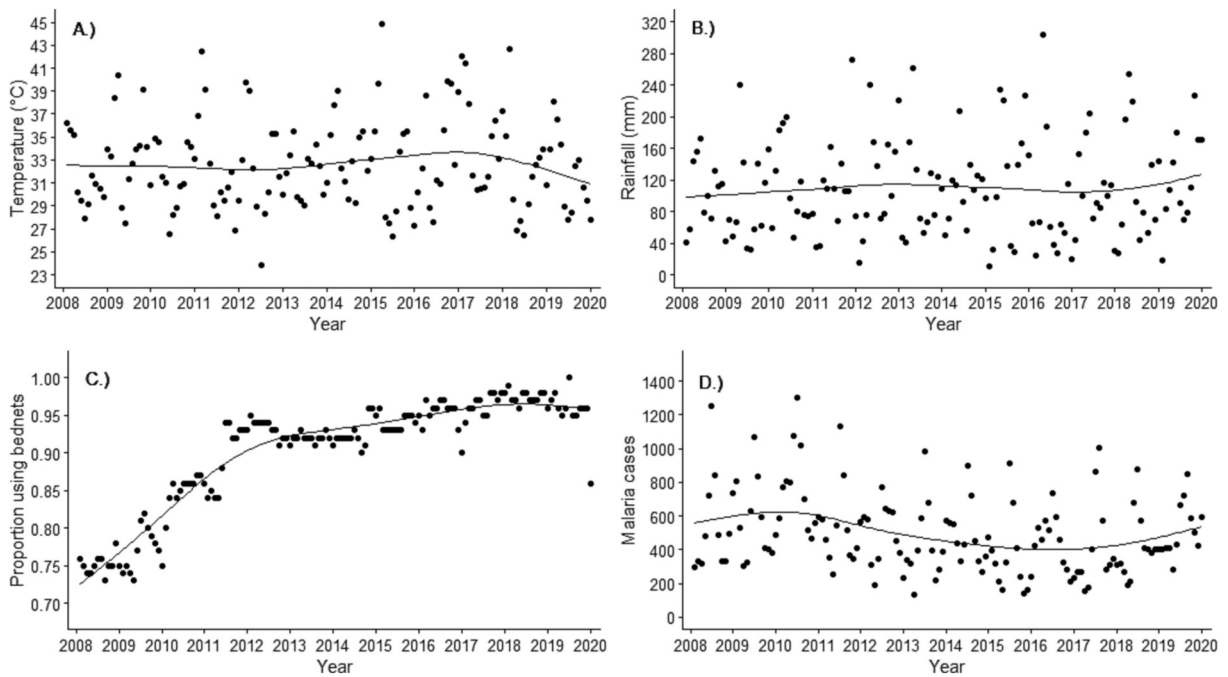 A.)
Temperature (°C)
45
43
41
39
37
35
33
31
29
27
25
23
2008 2009 2010 2011 2012 2013 2014 2015 2016 2017 2018 2019 2020
Year
B.)
Rainfall (mm)
320
280
240
200
160
120
80
40
0
2008 2009 2010 2011 2012 2013 2014 2015 2016 2017 2018 2019 2020
Year
C.)
Proportion using bednets
1.00
0.95
0.90
0.85
0.80
0.75
0.70
2008 2009 2010 2011 2012 2013 2014 2015 2016 2017 2018 2019 2020
Year
D.)
Malaria cases
1400
1200
1000
800
600
400
200
0
2008 2009 2010 2011 2012 2013 2014 2015 2016 2017 2018 2019 2020
Year